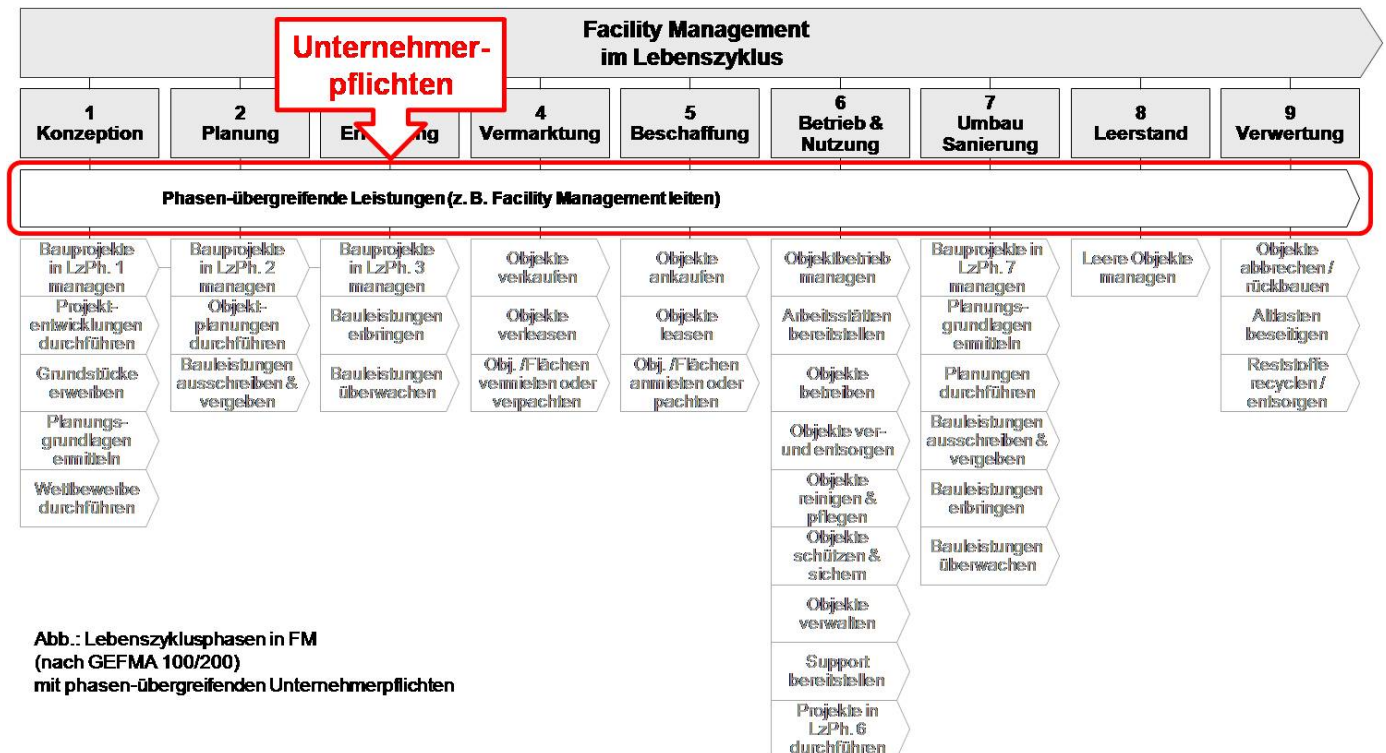 Facility Management
im Lebenszyklus
Unternehmer-
pflichten
1
Konzeption
2
Planung
3
4
Vermarktung
5
Beschaffung
6
Betrieb &
Nutzung
7
Umbau
Sanierung
8
Leerstand
9
Verwertung
Phasen-übergreifende Leistungen (z. B. Facility Management leiten)
Bauprojekte
in LzPh. 1
managen
Projekt-
entwicklungen
durchführen
Grundstücke
erwerben
Planungs-
grundlagen
ermitteln
Wettbewerbe
durchführen
Bauprojekte
in LzPh. 2
managen
Objekt-
planungen
durchführen
Bauleistungen
ausschreiben &
vergeben
Bauprojekte
in LzPh. 3
managen
Bauleistungen
erbringen
Bauleistungen
überwachen
Objekte
verkaufen
Objekte
verleasen
Obj. /Flächen
vermieten oder
verpachten
Objekte
ankaufen
Objekte
leasen
Obj. /Flächen
anmieten oder
pachten
Objektbetrieb
managen
Arbeitsstätten
bereitstellen
Objekte
betreiben
Objekte ver-
und entsorgen
Objekte
reinigen &
pflegen
Objekte
schützen &
sichern
Objekte
verwalten
Support
bereitstellen
Projekte in
LzPh. 6
durchführen
Bauprojekte in
LzPh. 7
managen
Planungs-
grundlagen
ermitteln
Planungen
durchführen
Bauleistungen
ausschreiben &
vergeben
Bauleistungen
erbringen
Bauleistungen
überwachen
Leere Objekte
managen
Objekte
abbrechen /
rückbauen
Altlasten
beseitigen
Reststoffe
recyclen /
entsorgen
Abb.: Lebenszyklusphasen in FM
(nach GEFMA 100/200)
mit phasen-übergreifenden Unternehmerpflichten